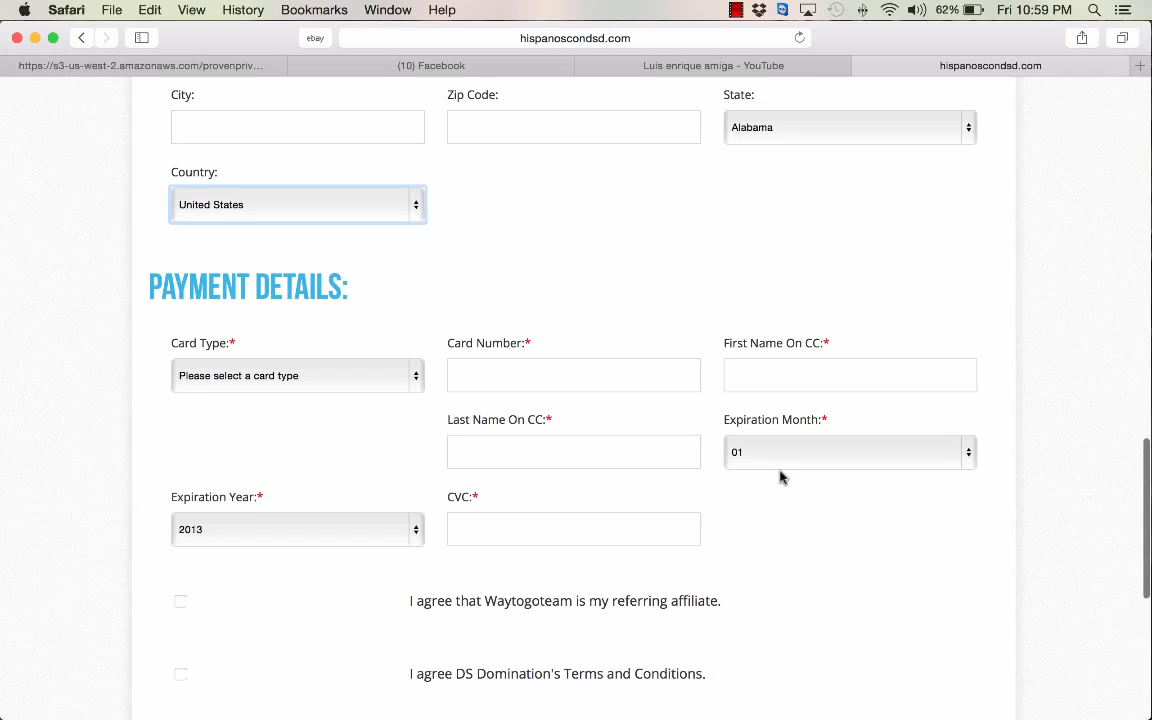 Safari File Edit View History Bookmarks Window Help 62% Fri 10:59 PM
ebay hispanoscondsd.com
https://s3-us-west-2.amazonaws.com/provenpriv... (10) Facebook Luis enrique amiga - YouTube hispanoscondsd.com
City: Zip Code: State:
Alabama
Country:
United States
PAYMENT DETAILS:
Card Type:* Card Number:* First Name On CC:*
Please select a card type
Last Name On CC:* Expiration Month:*
01
Expiration Year:* CVC:*
2013
I agree that Waytogoteam is my referring affiliate.
I agree DS Domination's Terms and Conditions.